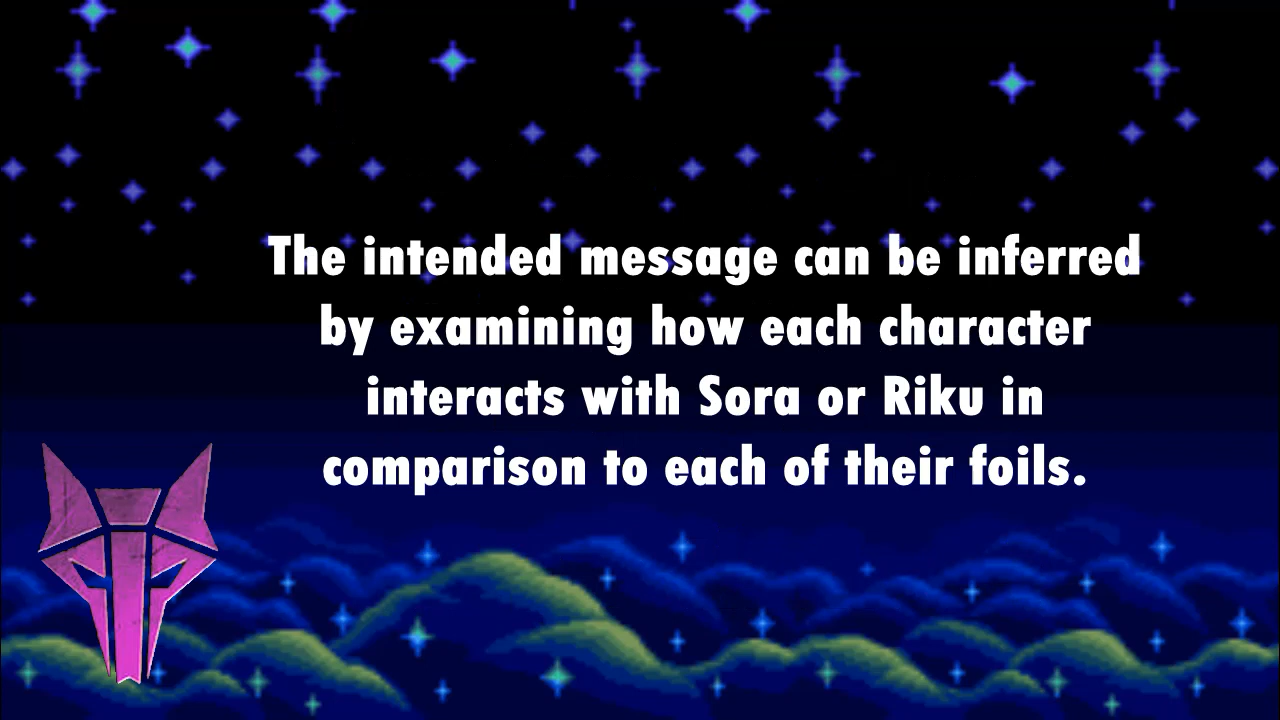 The intended message can be inferred
by examining how each character
interacts with Sora or Riku in
comparison to each of their foils.